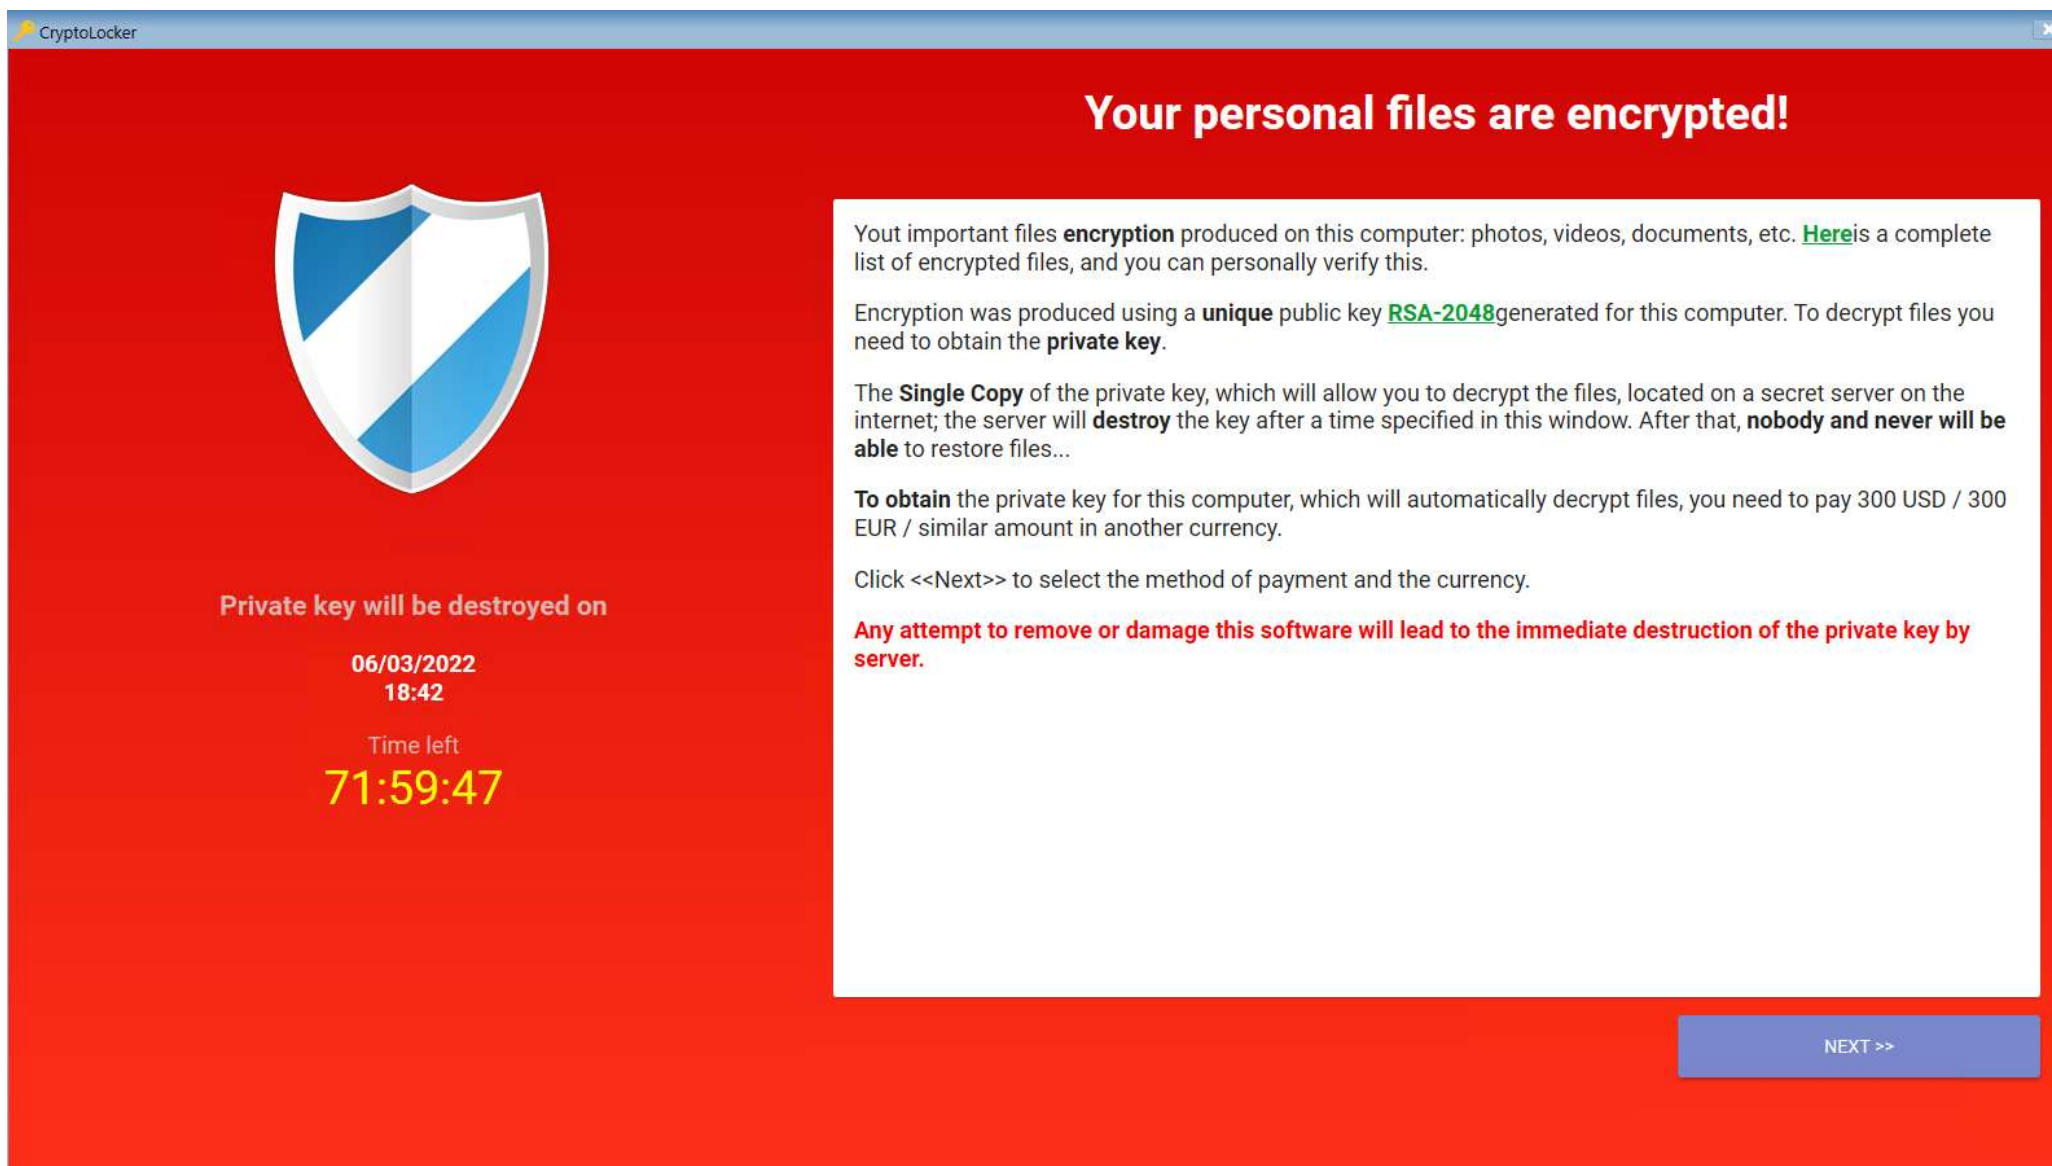 CryptoLocker
Your personal files are encrypted!
Yout important files encryption produced on this computer: photos, videos, documents, etc. Hereis a complete
list of encrypted files, and you can personally verify this.
Encryption was produced using a unique public key RSA-2048generated for this computer. To decrypt files you
need to obtain the private key.
The Single Copy of the private key, which will allow you to decrypt the files, located on a secret server on the
internet; the server will destroy the key after a time specified in this window. After that, nobody and never will be
able to restore files...
To obtain the private key for this computer, which will automatically decrypt files, you need to pay 300 USD / 300
EUR / similar amount in another currency.
Click <<Next>> to select the method of payment and the currency.
Any attempt to remove or damage this software will lead to the immediate destruction of the private key by
server.
Private key will be destroyed on
06/03/2022
18:42
Time left
71:59:47
NEXT >>